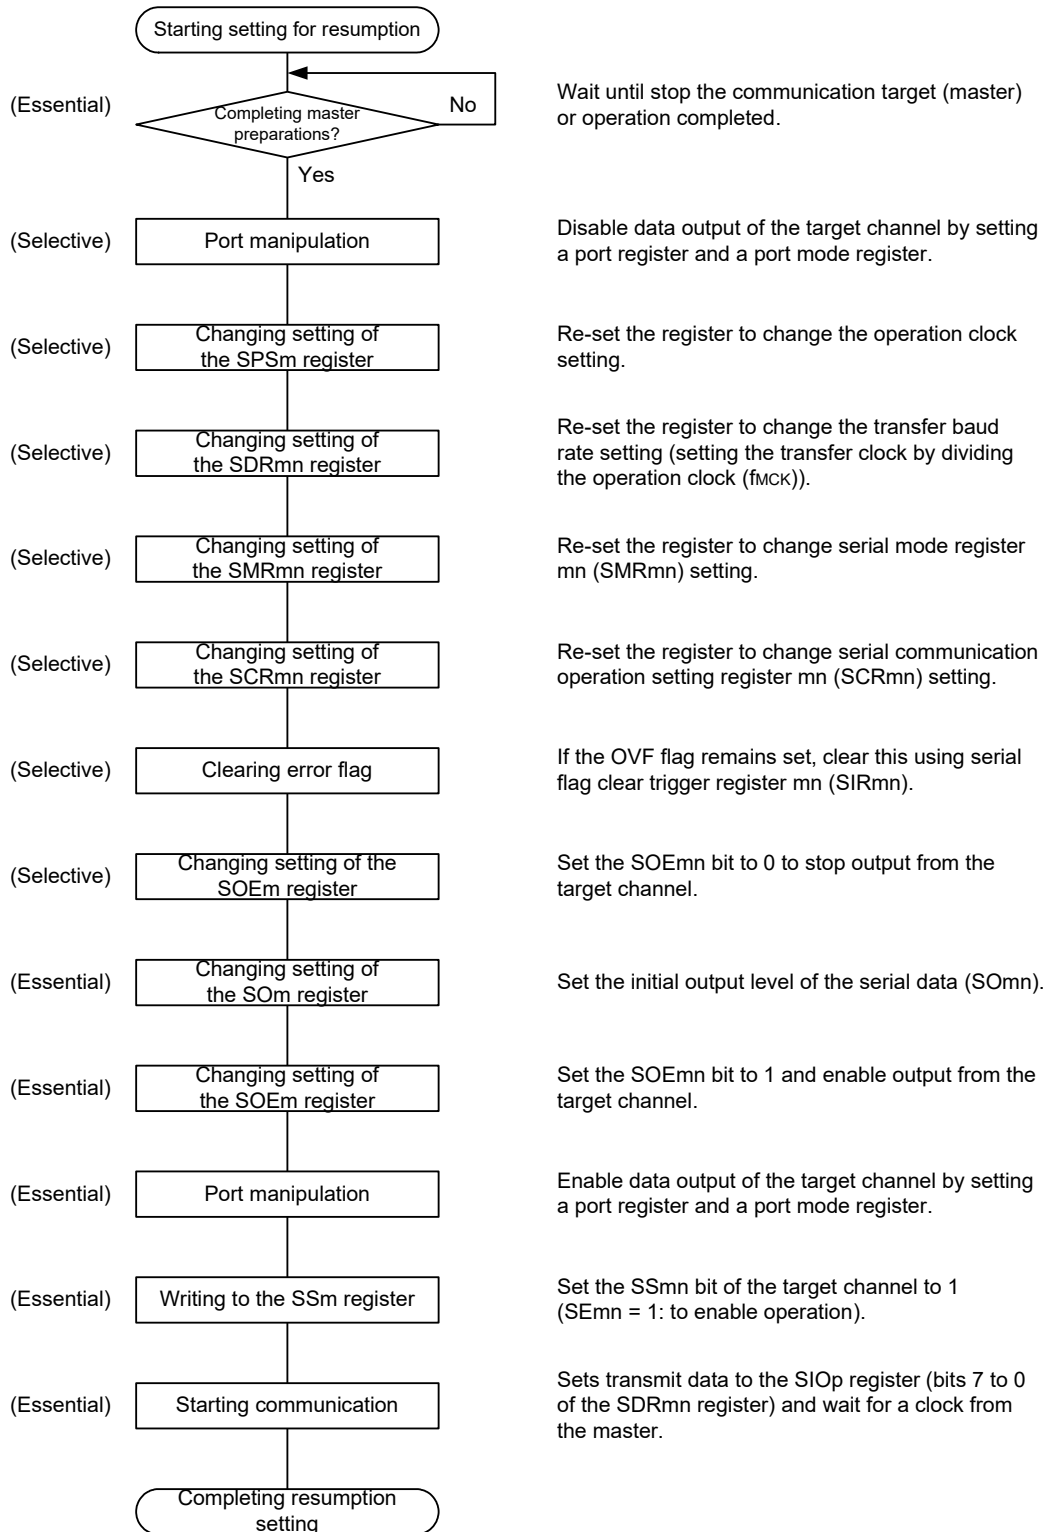 Starting setting for resumption
(Essential)
Completing master
preparations?
No
Wait until stop the communication target (master)
or operation completed.
Yes
(Selective)
Port manipulation
Disable data output of the target channel by setting
a port register and a port mode register.
(Selective)
Changing setting of
the SPSm register
Re-set the register to change the operation clock
setting.
(Selective)
Changing setting of
the SDRmn register
Re-set the register to change the transfer baud
rate setting (setting the transfer clock by dividing
the operation clock (fMCK)).
(Selective)
Changing setting of
the SMRmn register
Re-set the register to change serial mode register
mn (SMRmn) setting.
(Selective)
Changing setting of
the SCRmn register
Re-set the register to change serial communication
operation setting register mn (SCRmn) setting.
(Selective)
Clearing error flag
If the OVF flag remains set, clear this using serial
flag clear trigger register mn (SIRmn).
(Selective)
Changing setting of the
SOEm register
Set the SOEmn bit to 0 to stop output from the
target channel.
(Essential)
Changing setting of
the SOm register
Set the initial output level of the serial data (SOmn).
(Essential)
Changing setting of
the SOEm register
Set the SOEmn bit to 1 and enable output from the
target channel.
(Essential)
Port manipulation
Enable data output of the target channel by setting
a port register and a port mode register.
(Essential)
Writing to the SSm register
Set the SSmn bit of the target channel to 1
(SEmn = 1: to enable operation).
(Essential)
Starting communication
Sets transmit data to the SIOp register (bits 7 to 0
of the SDRmn register) and wait for a clock from
the master.
Completing resumption
setting